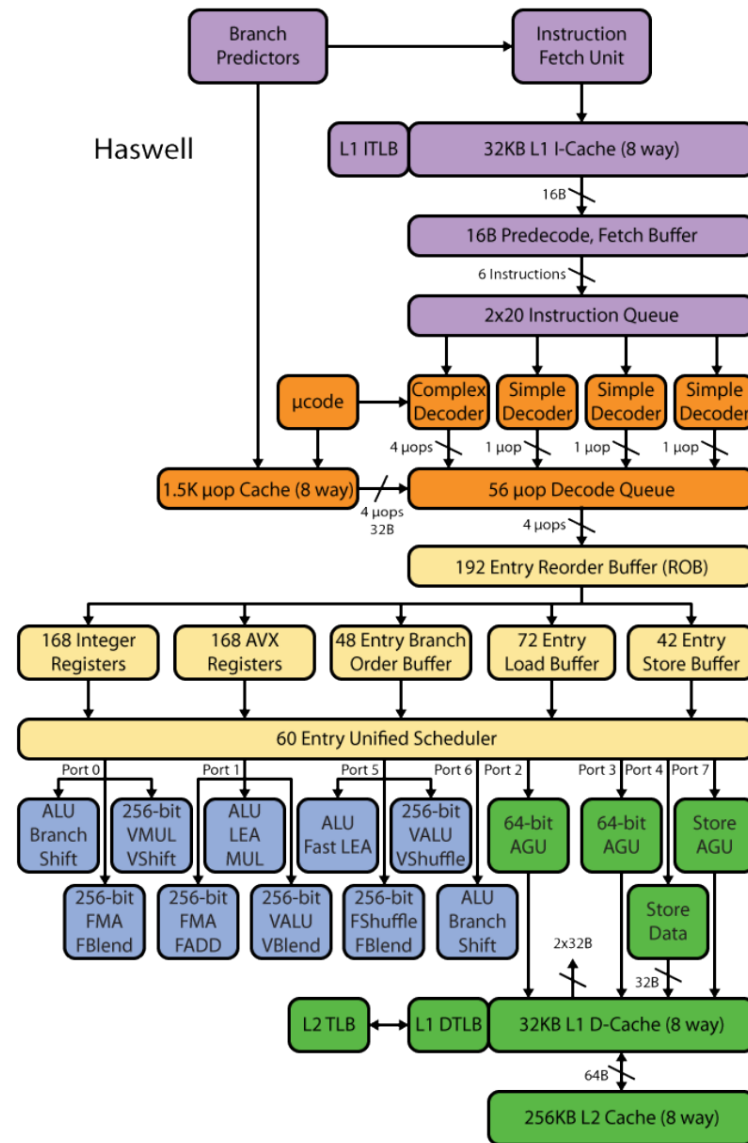 Branch
Predictors
Instruction
Fetch Unit
Haswell
L1 ITLB
32KB L1 I-Cache (8 way)
16B
16B Predecode, Fetch Buffer
6 Instructions
2x20 Instruction Queue
μcode
Complex
Decoder
Simple
Decoder
Simple
Decoder
Simple
Decoder
4 μops
1 μop
1 μop
1 μop
1.5K μop Cache (8 way)
4 μops
32B
56 μop Decode Queue
4 μops
192 Entry Reorder Buffer (ROB)
168 Integer
Registers
168 AVX
Registers
48 Entry Branch
Order Buffer
72 Entry
Load Buffer
42 Entry
Store Buffer
60 Entry Unified Scheduler
Port 0
Port 1
Port 5
Port 6
Port 2
Port 3
Port 4
Port 7
ALU
Branch
Shift
256-bit
VMUL
VShift
ALU
LEA
MUL
ALU
Fast LEA
256-bit
VALU
VShuffle
64-bit
AGU
64-bit
AGU
Store
AGU
256-bit
FMA
FBlend
256-bit
FMA
FADD
256-bit
VALU
VBlend
256-bit
FShuffle
FBlend
ALU
Branch
Shift
Store
Data
2x32B
32B
L2 TLB
L1 DTLB
32KB L1 D-Cache (8 way)
64B
256KB L2 Cache (8 way)